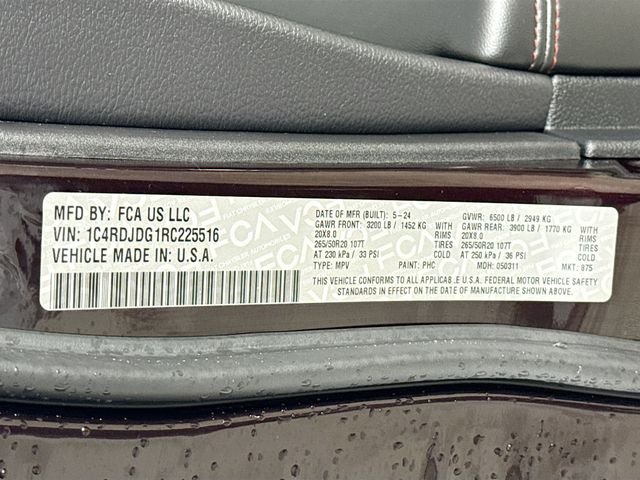 MFD BY: FCA US LLC
VIN: 1C4RDJDG1RC225516
VEHICLE MADE IN: U.S.A.
DATE OF MFR (BUILT): 5-24 GVWR: 6500 LB / 2949 KG
GAWR FRONT: 3200 LB / 1452 KG WITH GAWR REAR: 3900 LB / 1770 KG WITH
20X8.0 RIMS 20X8.0 RIMS
265/50R20 107T TIRES 265/50R20 107T TIRES
AT 230 kPa / 33 PSI COLD AT 250 kPa / 36 PSI COLD
TYPE: MPV PAINT: PHC MDH: 050311 MKT: 875
THIS VEHICLE CONFORMS TO ALL APPLICABLE U.S.A. FEDERAL MOTOR VEHICLE SAFETY
STANDARDS IN EFFECT ON THE DATE OF MANUFACTURE SHOWN ABOVE.